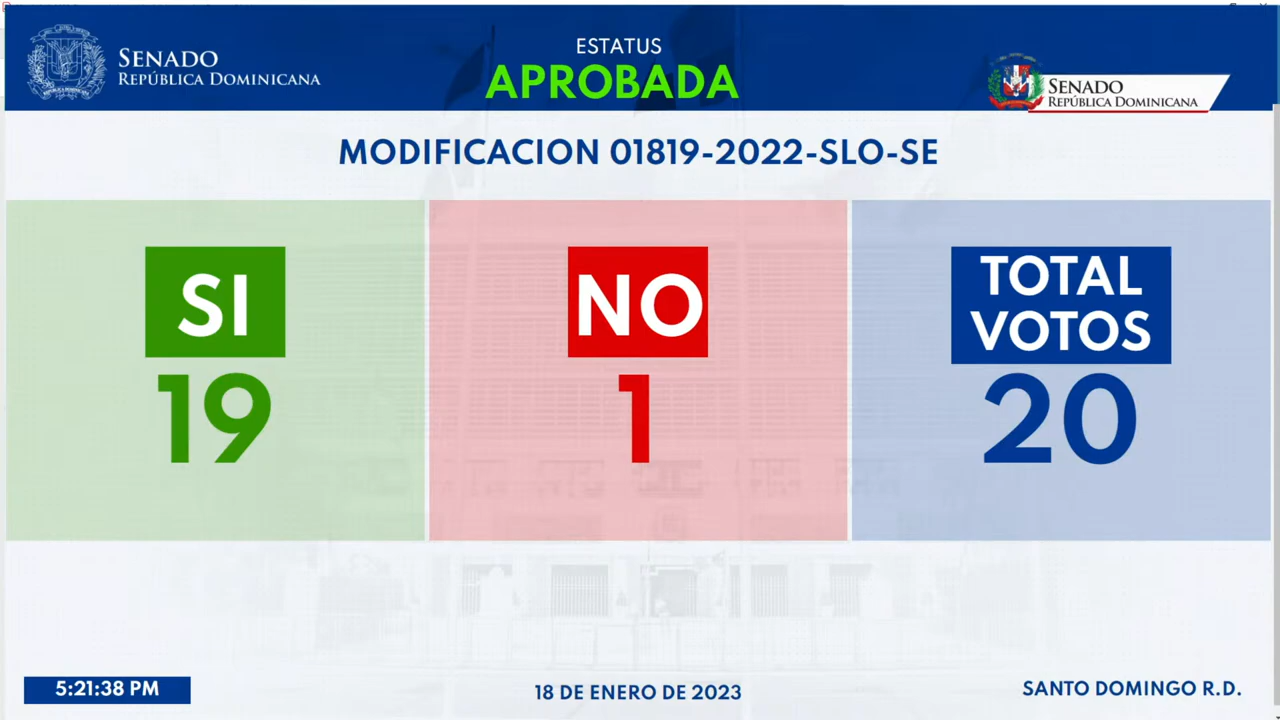 SENADO
REPÚBLICA DOMINICANA
ESTATUS
APROBADA
SENADO
REPÚBLICA DOMINICANA
MODIFICACION 01819-2022-SLO-SE
SI
19
NO
1
TOTAL
VOTOS
20
5:21:38 PM
18 DE ENERO DE 2023
SANTO DOMINGO R.D.